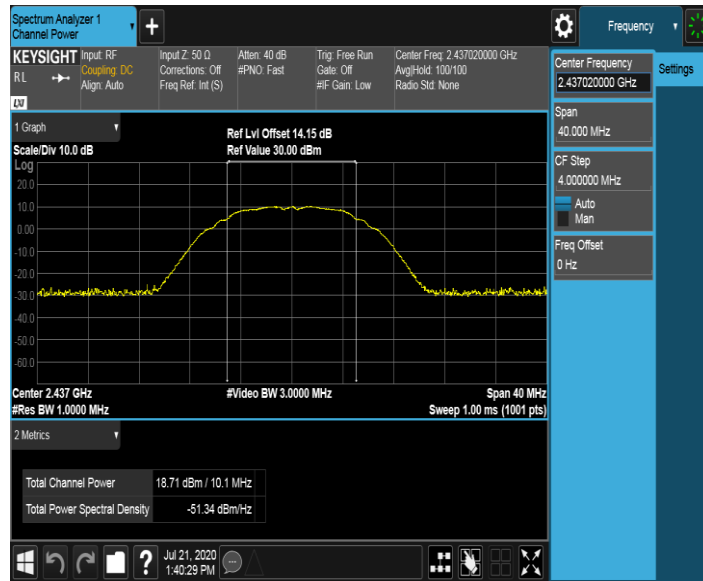 Spectrum Analyzer 1
Channel Power
Frequency
KEYSIGHT
RL
LXI
Input: RF
Coupling: DC
Align: Auto
Input Z: 50 Ω
Corrections: Off
Freq Ref: Int (S)
Atten: 40 dB
#PNO: Fast
Trig: Free Run
Gate: Off
#IF Gain: Low
Center Freq: 2.437020000 GHz
Avg|Hold: 100/100
Radio Std: None
Center Frequency
2.437020000 GHz
Settings
Span
40.000 MHz
CF Step
4.000000 MHz
Auto
Man
Freq Offset
0 Hz
1 Graph
Scale/Div 10.0 dB
Ref Lvl Offset 14.15 dB
Ref Value 30.00 dBm
Log
20.0
10.0
0.00
-10.0
-20.0
-30.0
-40.0
-50.0
-60.0
Center 2.437 GHz
#Res BW 1.0000 MHz
#Video BW 3.0000 MHz
Span 40 MHz
Sweep 1.00 ms (1001 pts)
2 Metrics
Total Channel Power 18.71 dBm / 10.1 MHz
Total Power Spectral Density -51.34 dBm/Hz
?
Jul 21, 2020
1:40:29 PM